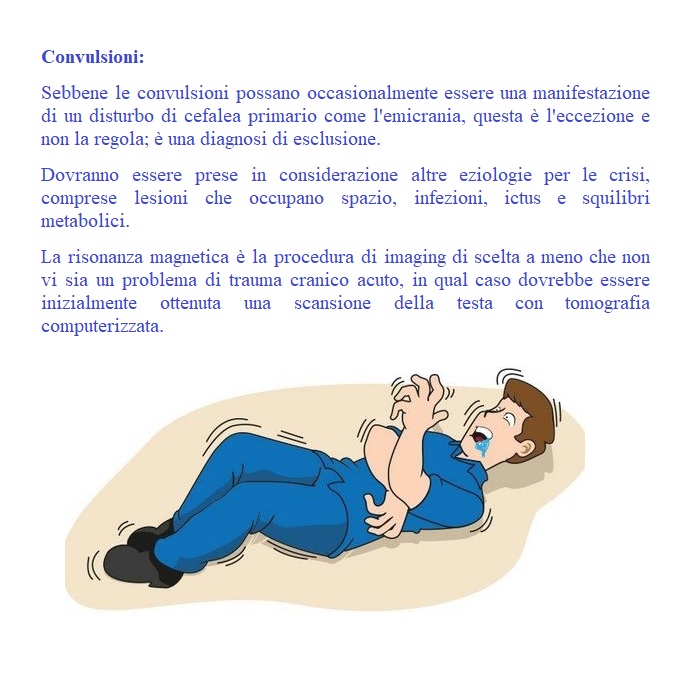 Convulsioni:
Sebbene le convulsioni possano occasionalmente essere una manifestazione
di un disturbo di cefalea primario come l'emicrania, questa è l'eccezione e
non la regola; è una diagnosi di esclusione.
Dovranno essere prese in considerazione altre eziologie per le crisi,
comprese lesioni che occupano spazio, infezioni, ictus e squilibri
metabolici.
La risonanza magnetica è la procedura di imaging di scelta a meno che non
vi sia un problema di trauma cranico acuto, in qual caso dovrebbe essere
inizialmente ottenuta una scansione della testa con tomografia
computerizzata.